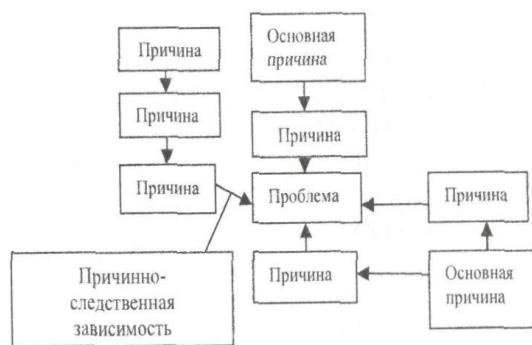 Причина
Основная
причина
Причина
Причина
Причина
Проблема
Причина
Причинно-
следственная
зависимость
Причина
Основная
причина